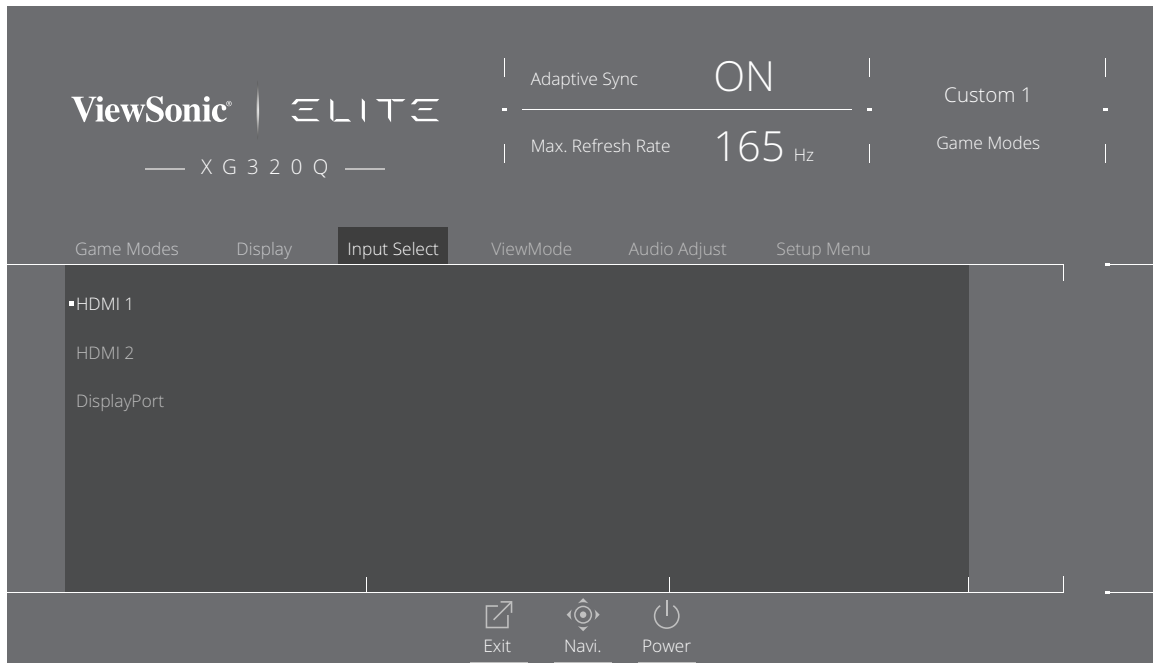 ViewSonic® ELITE
XG320Q
Adaptive Sync ON
Max. Refresh Rate 165 Hz
Custom 1
Game Modes
Game Modes Display Input Select ViewMode Audio Adjust Setup Menu
HDMI 1
HDMI 2
DisplayPort
Exit Navi. Power